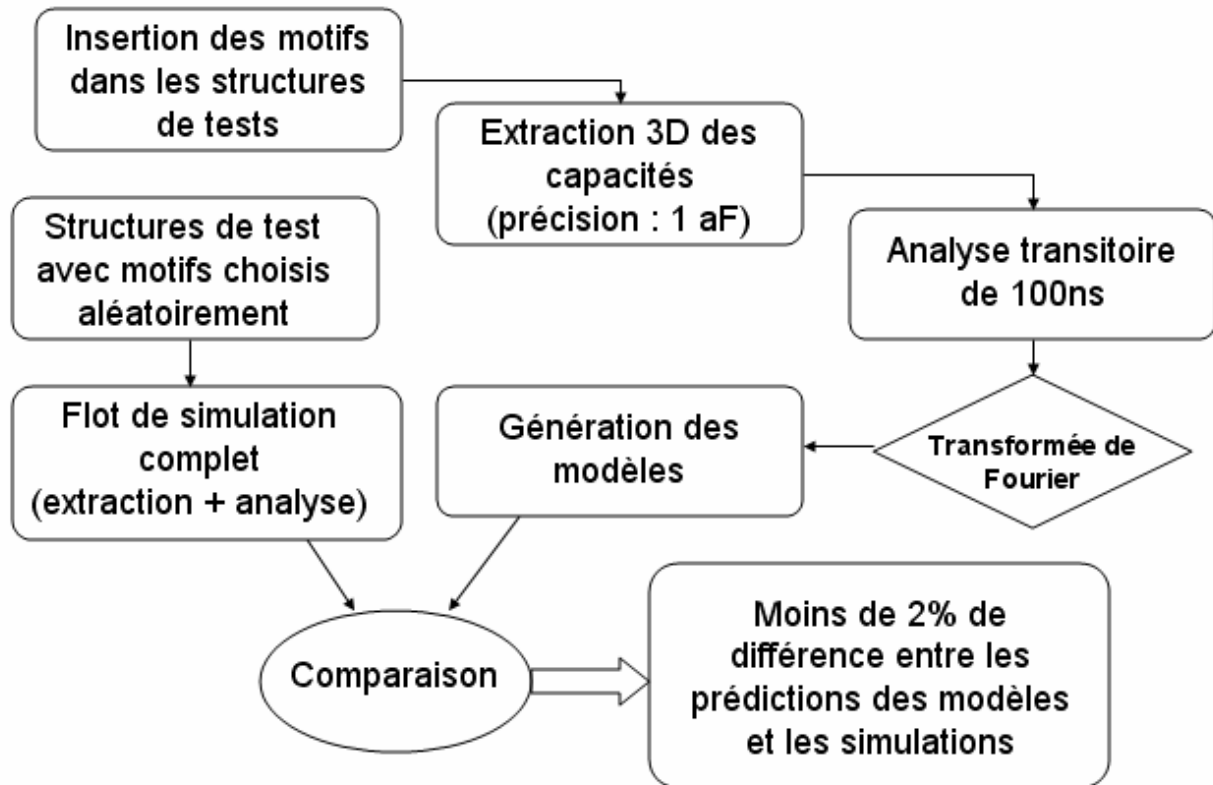 Insertion des motifs
dans les structures
de tests
Extraction 3D des
capacités
(précision : 1 aF)
Analyse transitoire
de 100ns
Transformée de
Fourier
Génération des
modèles
Structures de test
avec motifs choisis
aléatoirement
Flot de simulation
complet
(extraction + analyse)
Comparaison
Moins de 2% de
différence entre les
prédictions des modèles
et les simulations